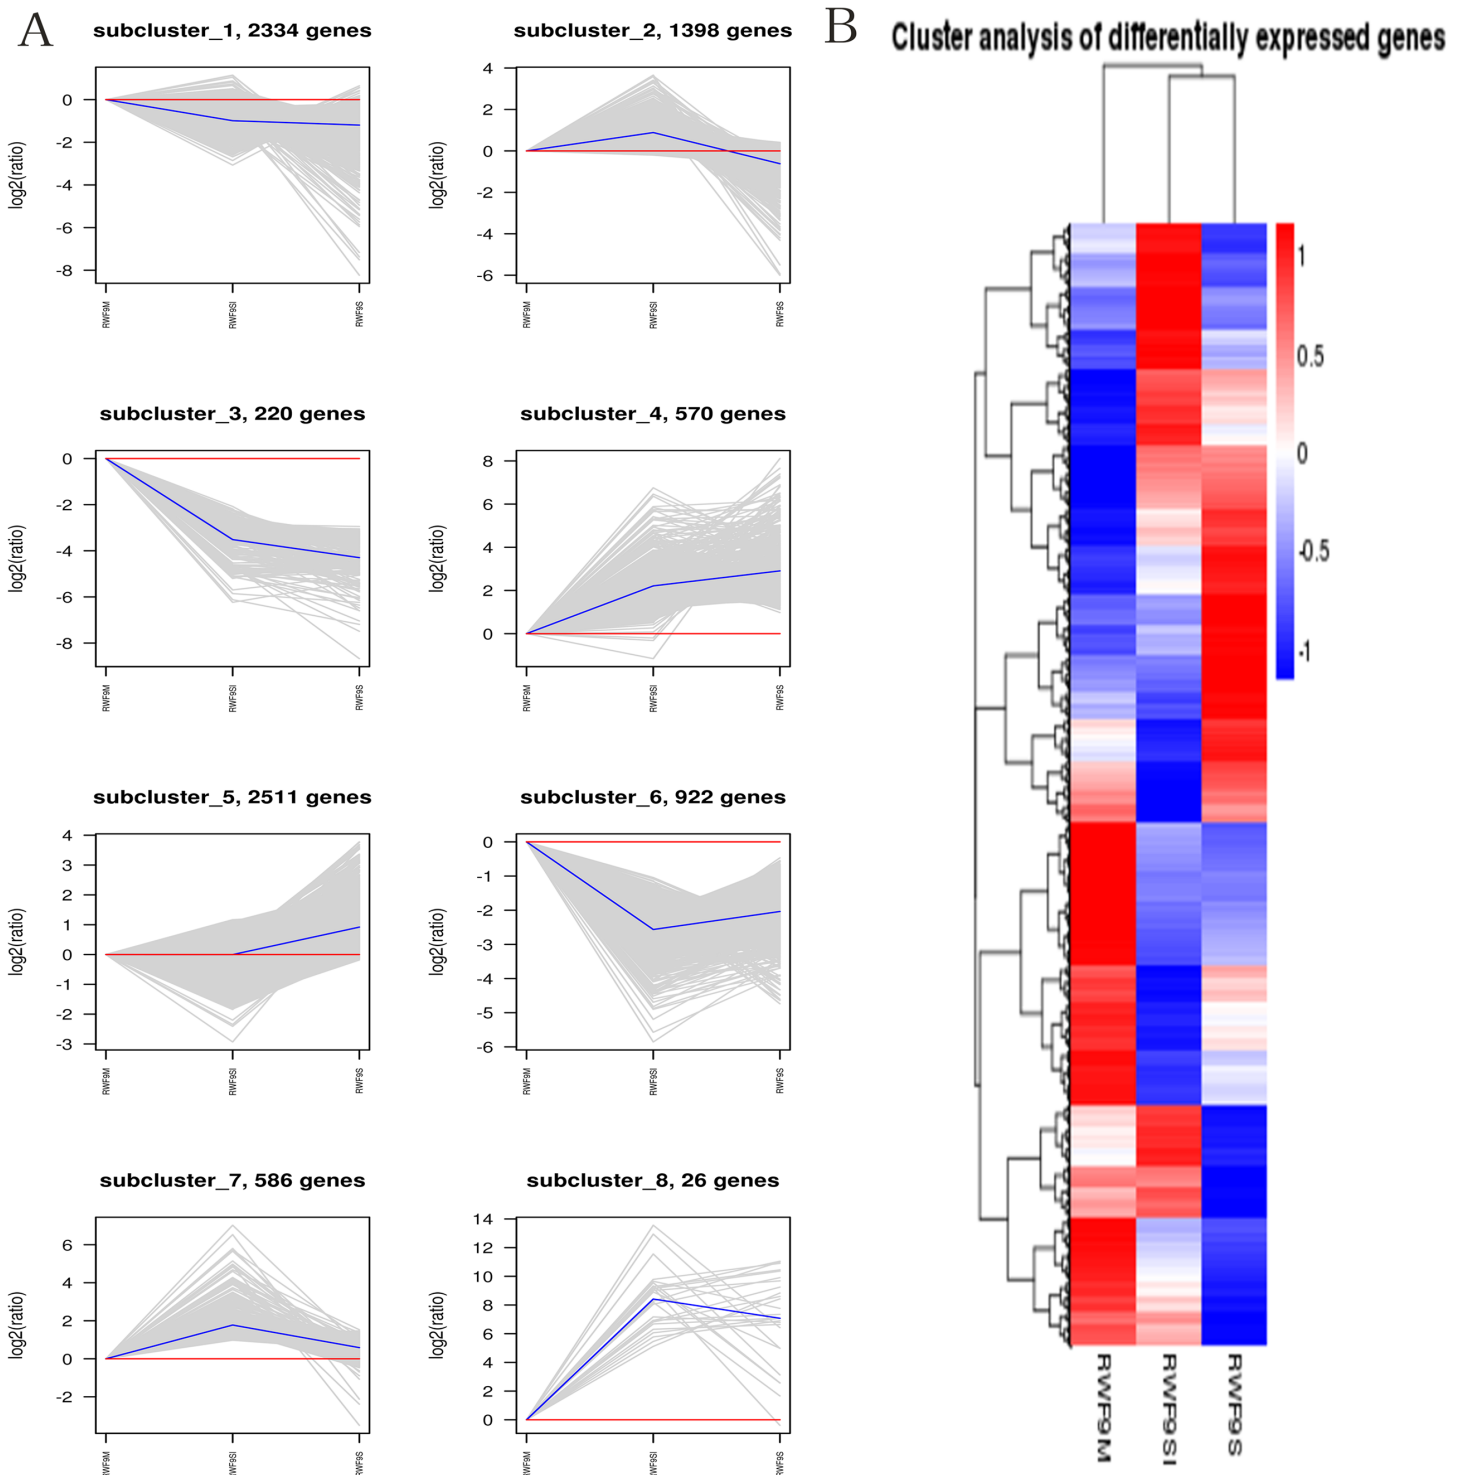 A
subcluster_1, 2334 genes
log2(ratio)
0
-2
-4
-6
-8
RWF9M
RWF9SI
RWF9S
subcluster_2, 1398 genes
log2(ratio)
4
2
0
-2
-4
-6
RWF9M
RWF9SI
RWF9S
subcluster_3, 220 genes
log2(ratio)
0
-2
-4
-6
-8
RWF9M
RWF9SI
RWF9S
subcluster_4, 570 genes
log2(ratio)
8
6
4
2
0
RWF9M
RWF9SI
RWF9S
subcluster_5, 2511 genes
log2(ratio)
4
3
2
1
0
-1
-2
-3
RWF9M
RWF9SI
RWF9S
subcluster_6, 922 genes
log2(ratio)
0
-1
-2
-3
-4
-5
-6
RWF9M
RWF9SI
RWF9S
subcluster_7, 586 genes
log2(ratio)
6
4
2
0
-2
RWF9M
RWF9SI
RWF9S
subcluster_8, 26 genes
log2(ratio)
14
12
10
8
6
4
2
0
RWF9M
RWF9SI
RWF9S
B
Cluster analysis of differentially expressed genes
1
0.5
0
-0.5
-1
RWF9M
RWF9SI
RWF9S